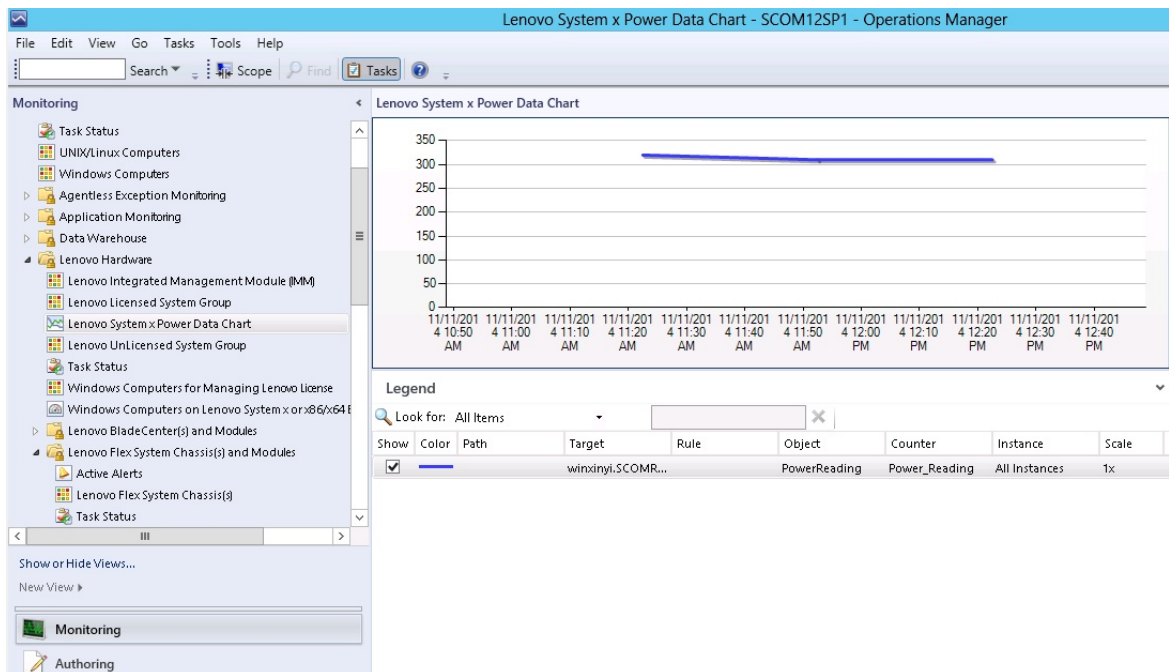 Lenovo System x Power Data Chart - SCOM12SP1 - Operations Manager
File Edit View Go Tasks Tools Help
Search Scope Find Tasks
Monitoring
Task Status
UNIX/Linux Computers
Windows Computers
Agentless Exception Monitoring
Application Monitoring
Data Warehouse
Lenovo Hardware
Lenovo Integrated Management Module (IMM)
Lenovo Licensed System Group
Lenovo System x Power Data Chart
Lenovo UnLicensed System Group
Task Status
Windows Computers for Managing Lenovo License
Windows Computers on Lenovo System x or x86/x64 B
Lenovo BladeCenter(s) and Modules
Lenovo Flex System Chassis(s) and Modules
Active Alerts
Lenovo Flex System Chassis(s)
Task Status
Show or Hide Views...
New View
Monitoring
Authoring
Lenovo System x Power Data Chart
350
300
250
200
150
100
50
0
11/11/201 11/11/201 11/11/201 11/11/201 11/11/201 11/11/201 11/11/201 11/11/201 11/11/201 11/11/201 11/11/201 11/11/201
4 10:50 4 11:00 4 11:10 4 11:20 4 11:30 4 11:40 4 11:50 4 12:00 4 12:10 4 12:20 4 12:30 4 12:40
AM AM AM AM AM AM AM PM PM PM PM PM
Legend
Look for: All Items
Show Color Path Target Rule Object Counter Instance Scale
winxinyi.SCOMR... PowerReading Power_Reading All Instances 1x